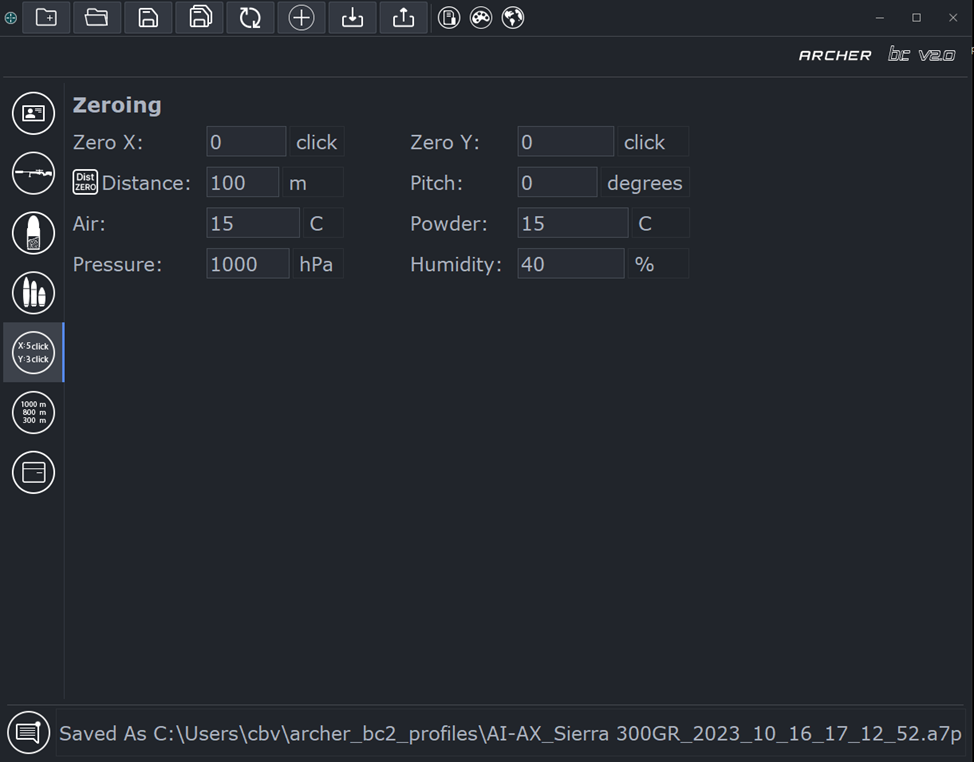 ARCHER bc v2.0
Zeroing
Zero X: 0 click Zero Y: 0 click
Dist ZERO Distance: 100 m Pitch: 0 degrees
Air: 15 C Powder: 15 C
Pressure: 1000 hPa Humidity: 40 %
X:5click
Y:3click
1000 m
800 m
300 m
Saved As C:\Users\cbv\archer_bc2_profiles\AI-AX_Sierra 300GR_2023_10_16_17_12_52.a7p